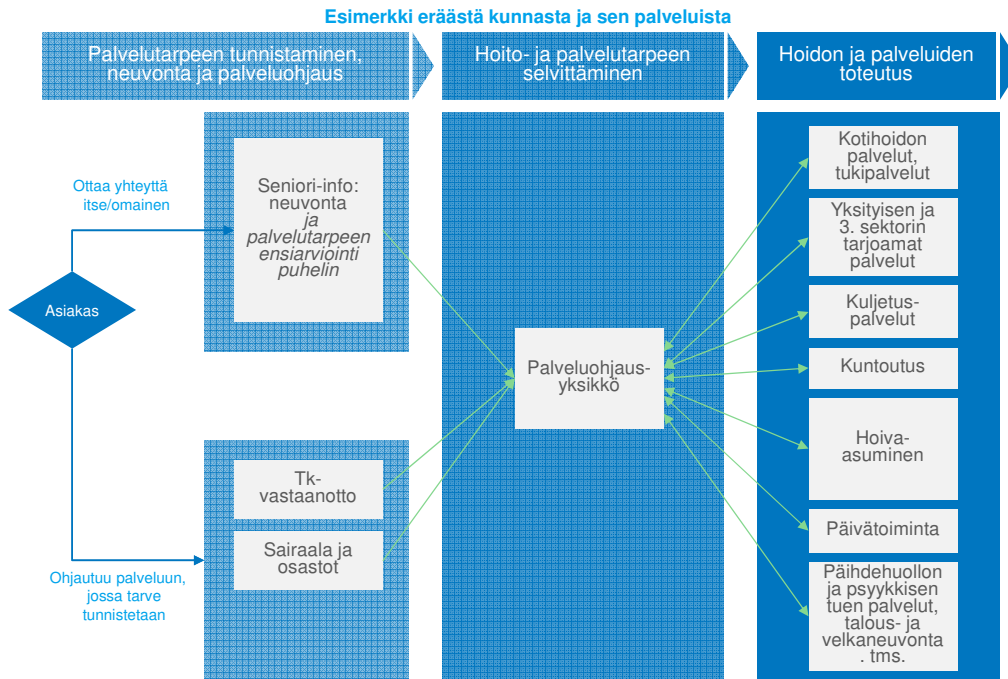 Esimerkki eräästä kunnasta ja sen palveluista
Palvelutarpeen tunnistaminen,
neuvonta ja palveluohjaus
Hoito- ja palvelutarpeen
selvittäminen
Hoidon ja palveluiden
toteutus
Ottaa yhteyttä
itse/omainen
Asiakas
Ohjautuu palveluun,
jossa tarve
tunnistetaan
Seniori-info:
neuvonta
ja
palvelutarpeen
ensiarviointi
puhelin
Tk-
vastaanotto
Sairaala ja
osastot
Palveluohjaus-
yksikkö
Kotihoidon
palvelut,
tukipalvelut
Yksityisen ja
3. sektorin
tarjoamat
palvelut
Kuljetus-
palvelut
Kuntoutus
Hoiva-
asuminen
Päivätoiminta
Päihdehuollon
ja psyykkisen
tuen palvelut,
talous- ja
velkaneuvonta
. tms.